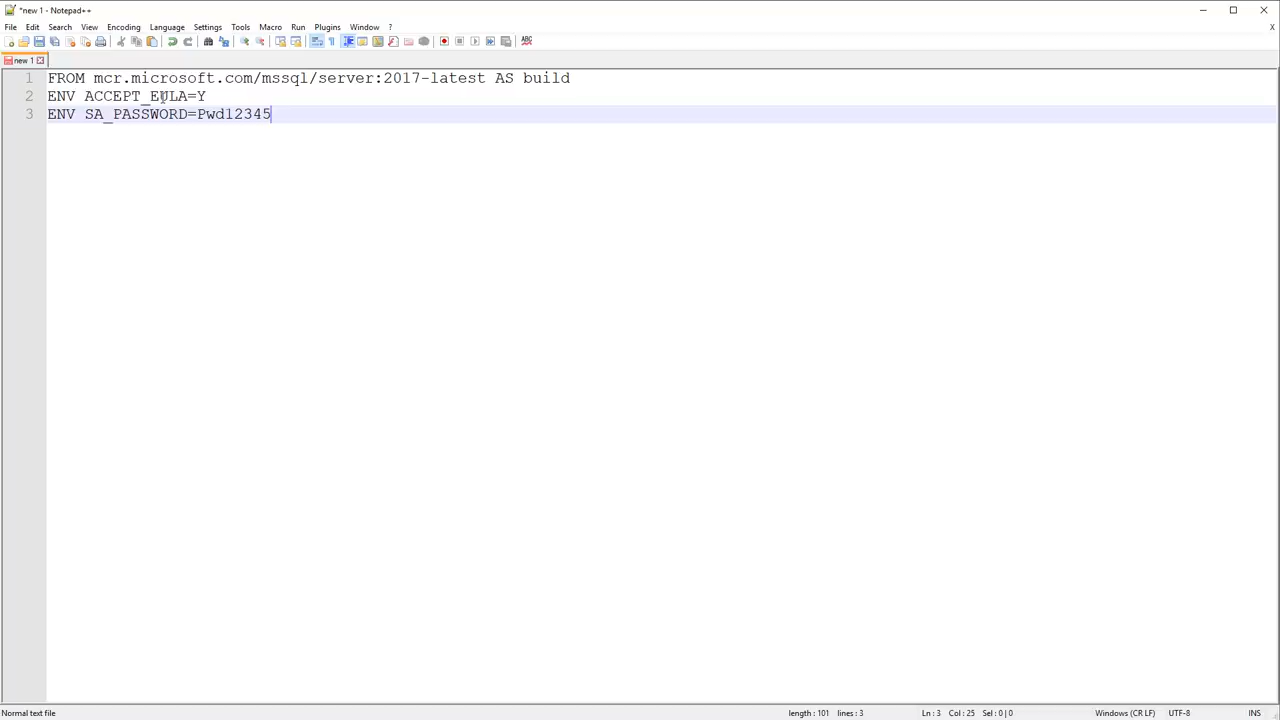 *new 1 - Notepad++
File Edit Search View Encoding Language Settings Tools Macro Run Plugins Window ? X
new 1
1 FROM mcr.microsoft.com/mssql/server:2017-latest AS build
2 ENV ACCEPT_EULA=Y
3 ENV SA_PASSWORD=Pwd12345
Normal text file length : 101 lines : 3 Ln : 3 Col : 25 Sel : 0 | 0 Windows (CR LF) UTF-8 INS